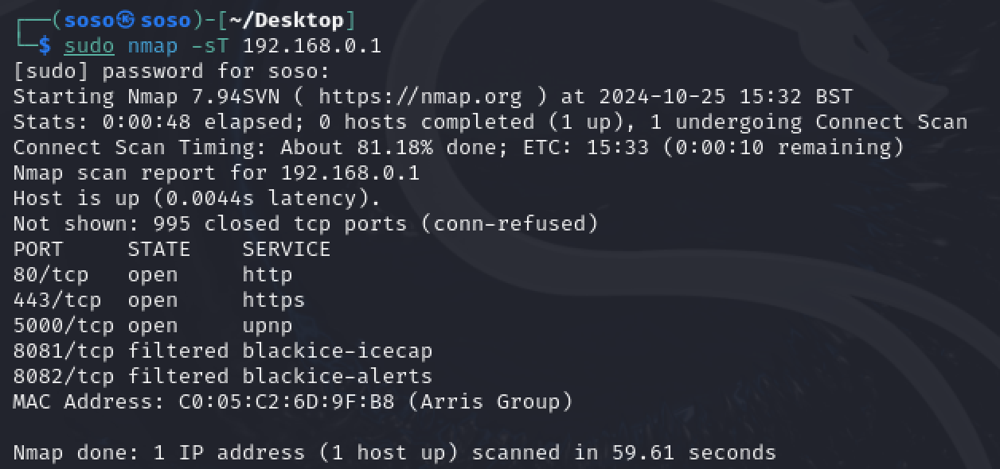 ┌──(soso㉿soso)-[~/Desktop]
└─$ sudo nmap -sT 192.168.0.1
[sudo] password for soso:
Starting Nmap 7.94SVN ( https://nmap.org ) at 2024-10-25 15:32 BST
Stats: 0:00:48 elapsed; 0 hosts completed (1 up), 1 undergoing Connect Scan
Connect Scan Timing: About 81.18% done; ETC: 15:33 (0:00:10 remaining)
Nmap scan report for 192.168.0.1
Host is up (0.0044s latency).
Not shown: 995 closed tcp ports (conn-refused)
PORT     STATE    SERVICE
80/tcp   open     http
443/tcp  open     https
5000/tcp open     upnp
8081/tcp filtered blackice-icecap
8082/tcp filtered blackice-alerts
MAC Address: C0:05:C2:6D:9F:B8 (Arris Group)
Nmap done: 1 IP address (1 host up) scanned in 59.61 seconds